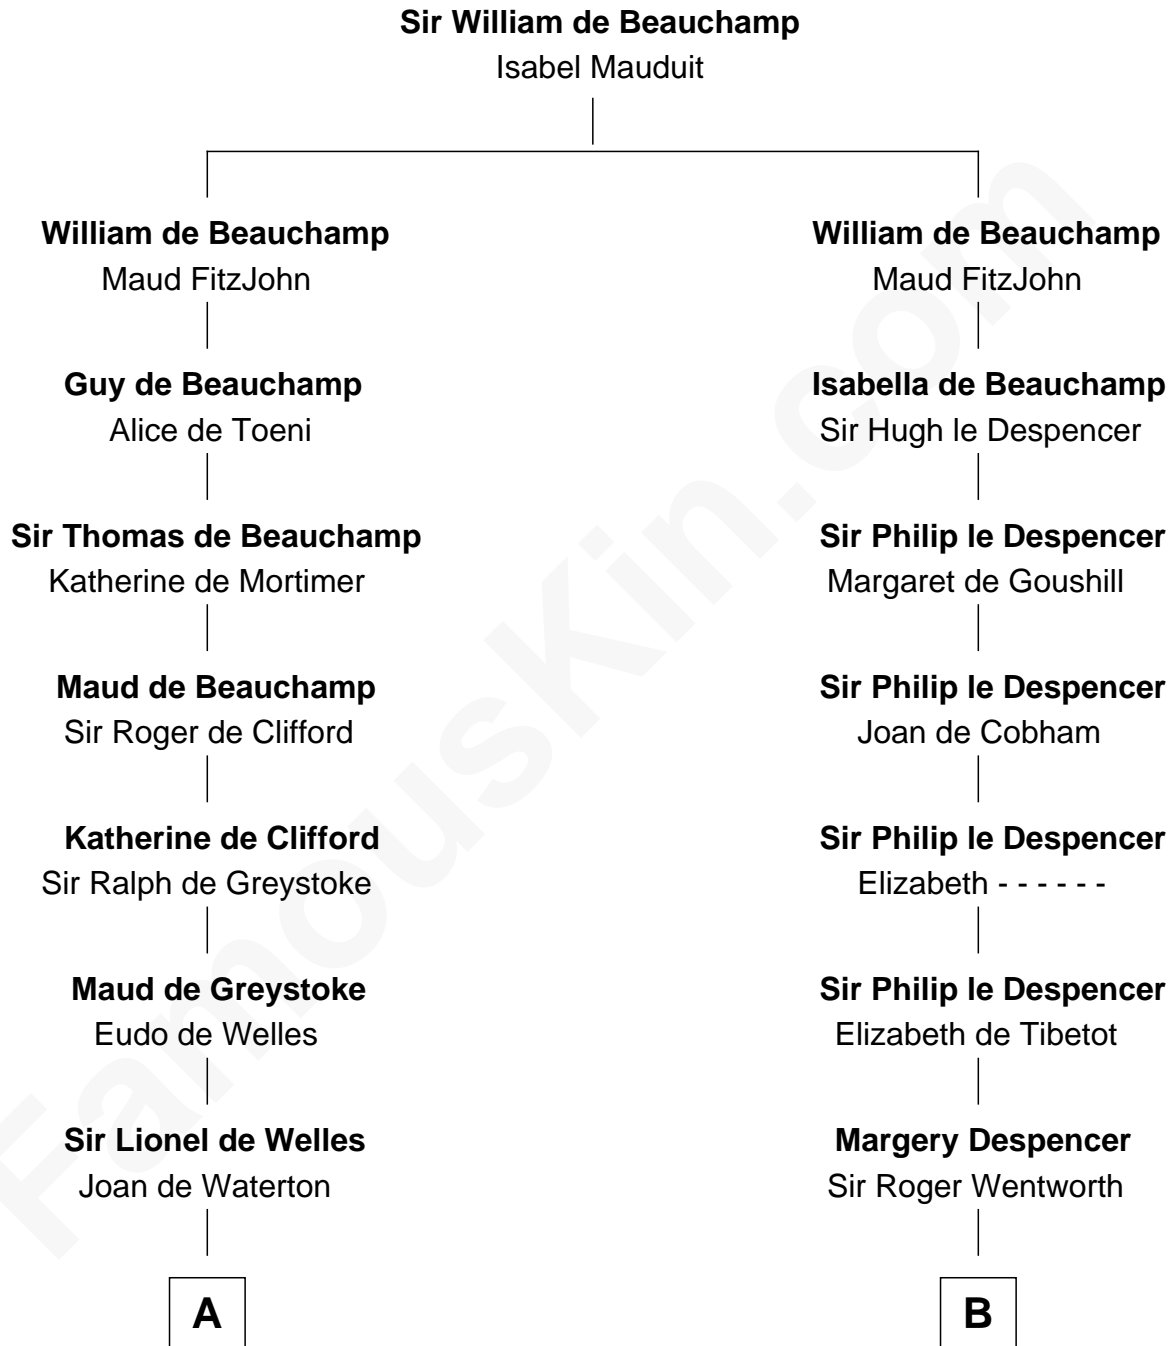 Sir William de Beauchamp
Isabel Mauduit
William de Beauchamp
Maud FitzJohn
William de Beauchamp
Maud FitzJohn
Guy de Beauchamp
Alice de Toeni
Isabella de Beauchamp
Sir Hugh le Despencer
Sir Thomas de Beauchamp
Katherine de Mortimer
Sir Philip le Despencer
Margaret de Goushill
Maud de Beauchamp
Sir Roger de Clifford
Sir Philip le Despencer
Joan de Cobham
Katherine de Clifford
Sir Ralph de Greystoke
Sir Philip le Despencer
Elizabeth - - - - - -
Maud de Greystoke
Eudo de Welles
Sir Philip le Despencer
Elizabeth de Tibetot
Sir Lionel de Welles
Joan de Waterton
Margery Despencer
Sir Roger Wentworth
A
B
FamousKin.com